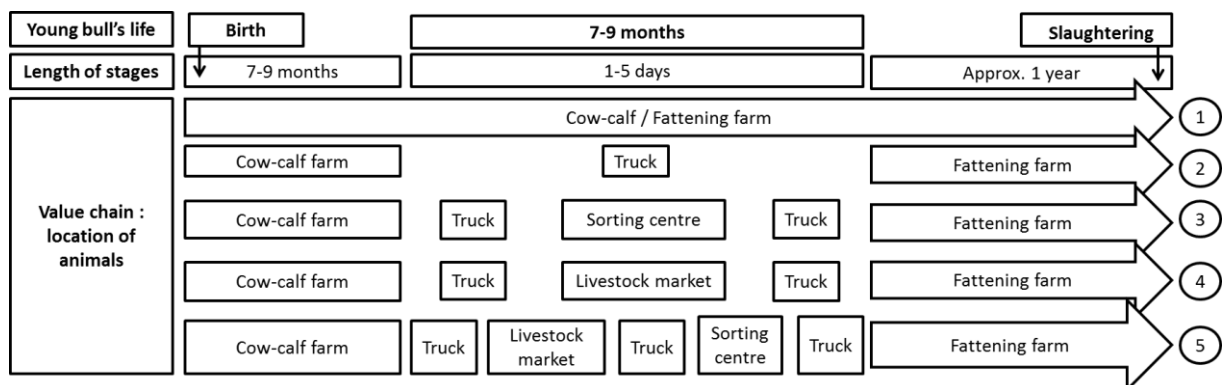 Young bull's life
Birth
7-9 months
Slaughtering
Length of stages
7-9 months
1-5 days
Approx. 1 year
Value chain :
location of
animals
Cow-calf / Fattening farm
1
Cow-calf farm
Truck
Fattening farm
2
Cow-calf farm
Truck
Sorting centre
Truck
Fattening farm
3
Cow-calf farm
Truck
Livestock market
Truck
Fattening farm
4
Cow-calf farm
Truck
Livestock
market
Truck
Sorting
centre
Truck
Fattening farm
5